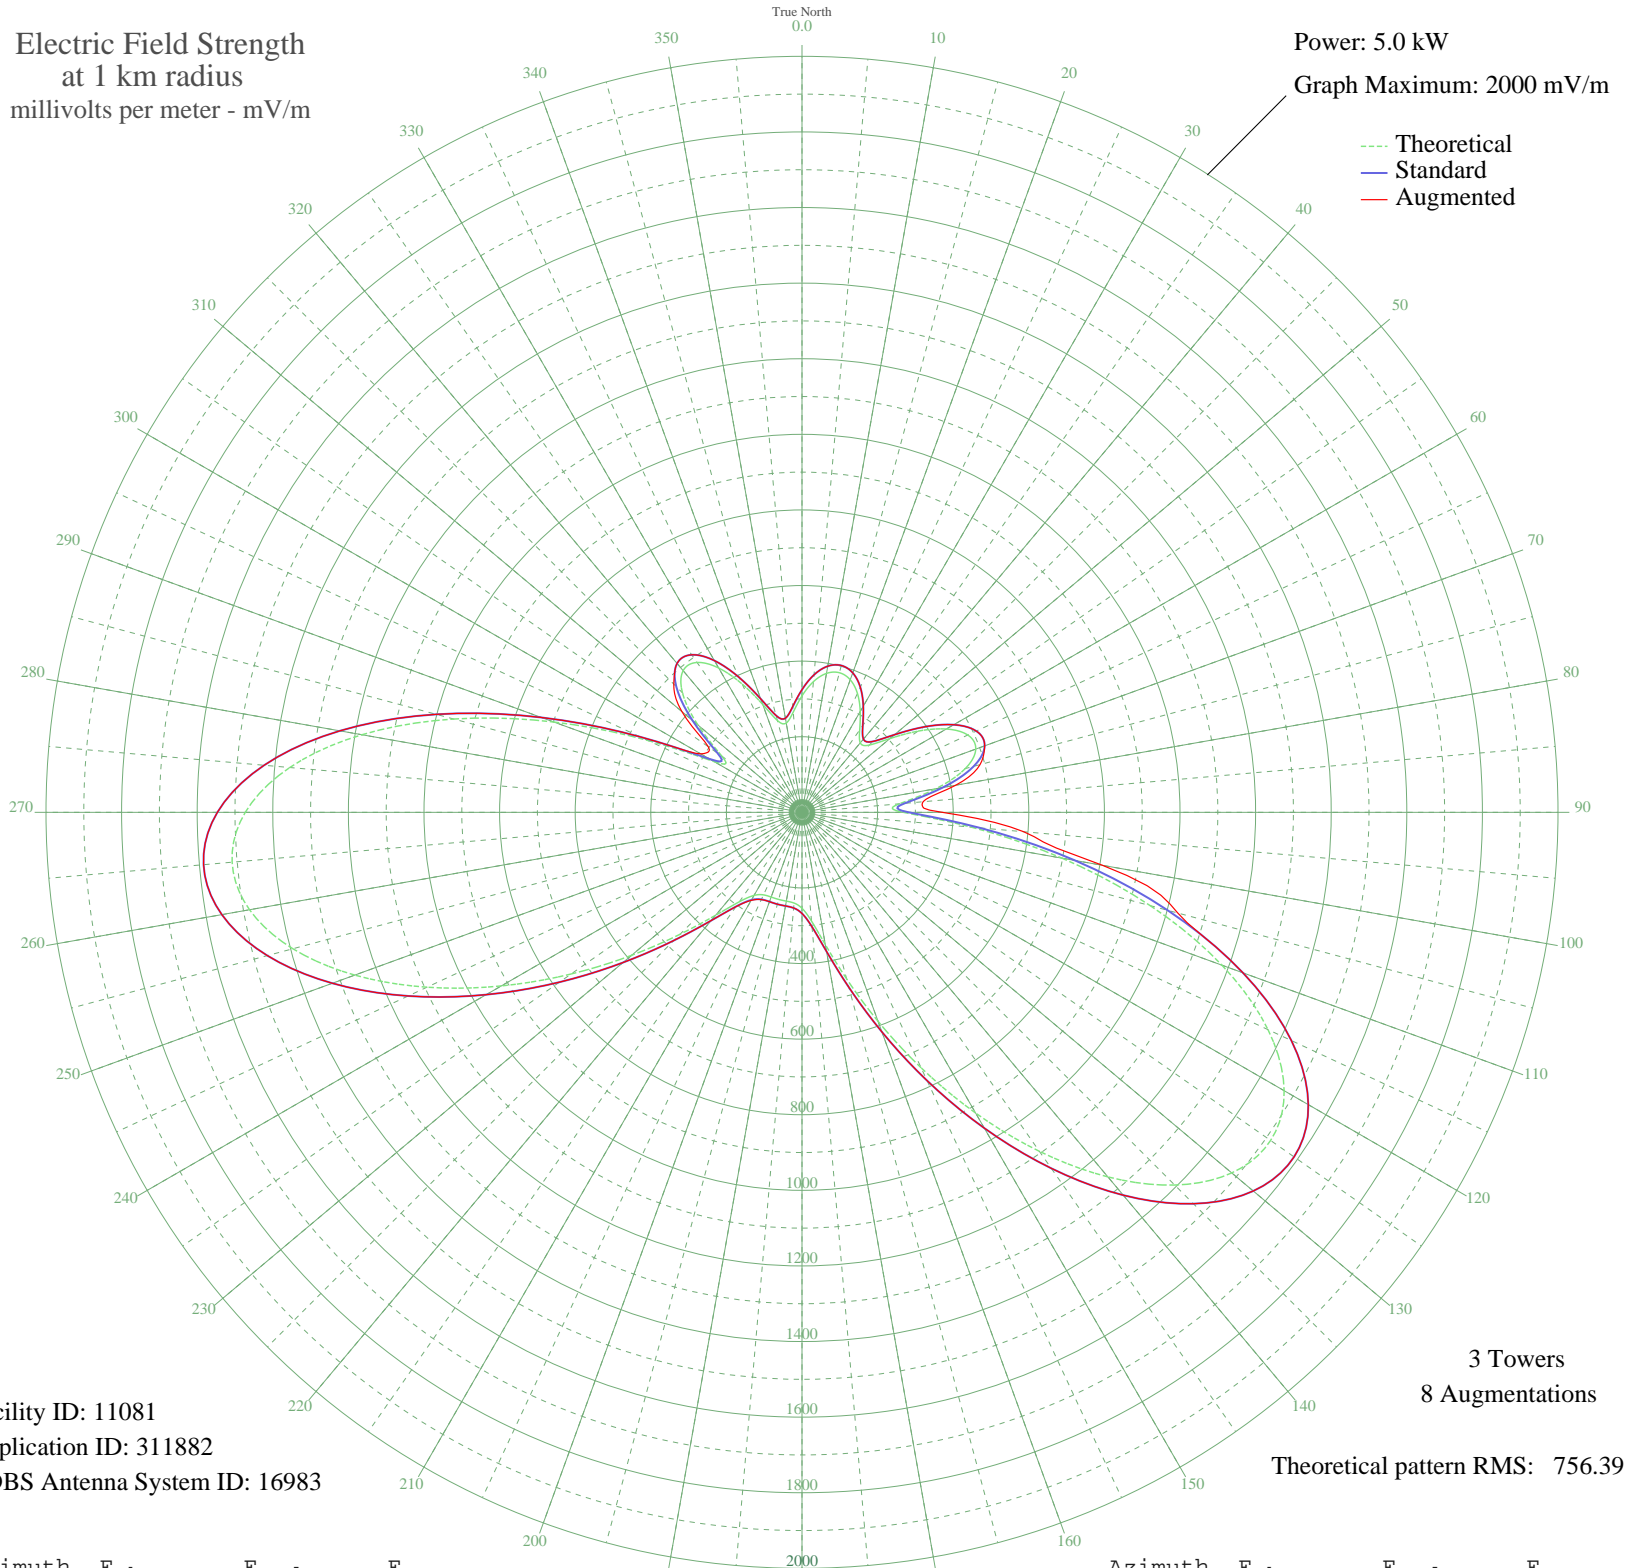 True North
0.0
Electric Field Strength
at 1 km radius
millivolts per meter - mV/m
Power: 5.0 kW
Graph Maximum: 2000 mV/m
Theoretical
Standard
Augmented
10
20
30
40
50
60
70
80
90
100
110
120
130
140
150
160
200
210
220
230
240
250
260
270
280
290
300
310
320
330
340
350
400
600
800
1000
1200
1400
1600
1800
2000
3 Towers
8 Augmentations
Theoretical pattern RMS: 756.39
cility ID: 11081
plication ID: 311882
DBS Antenna System ID: 16983
imuth E - E - E
Azimuth E - E - E